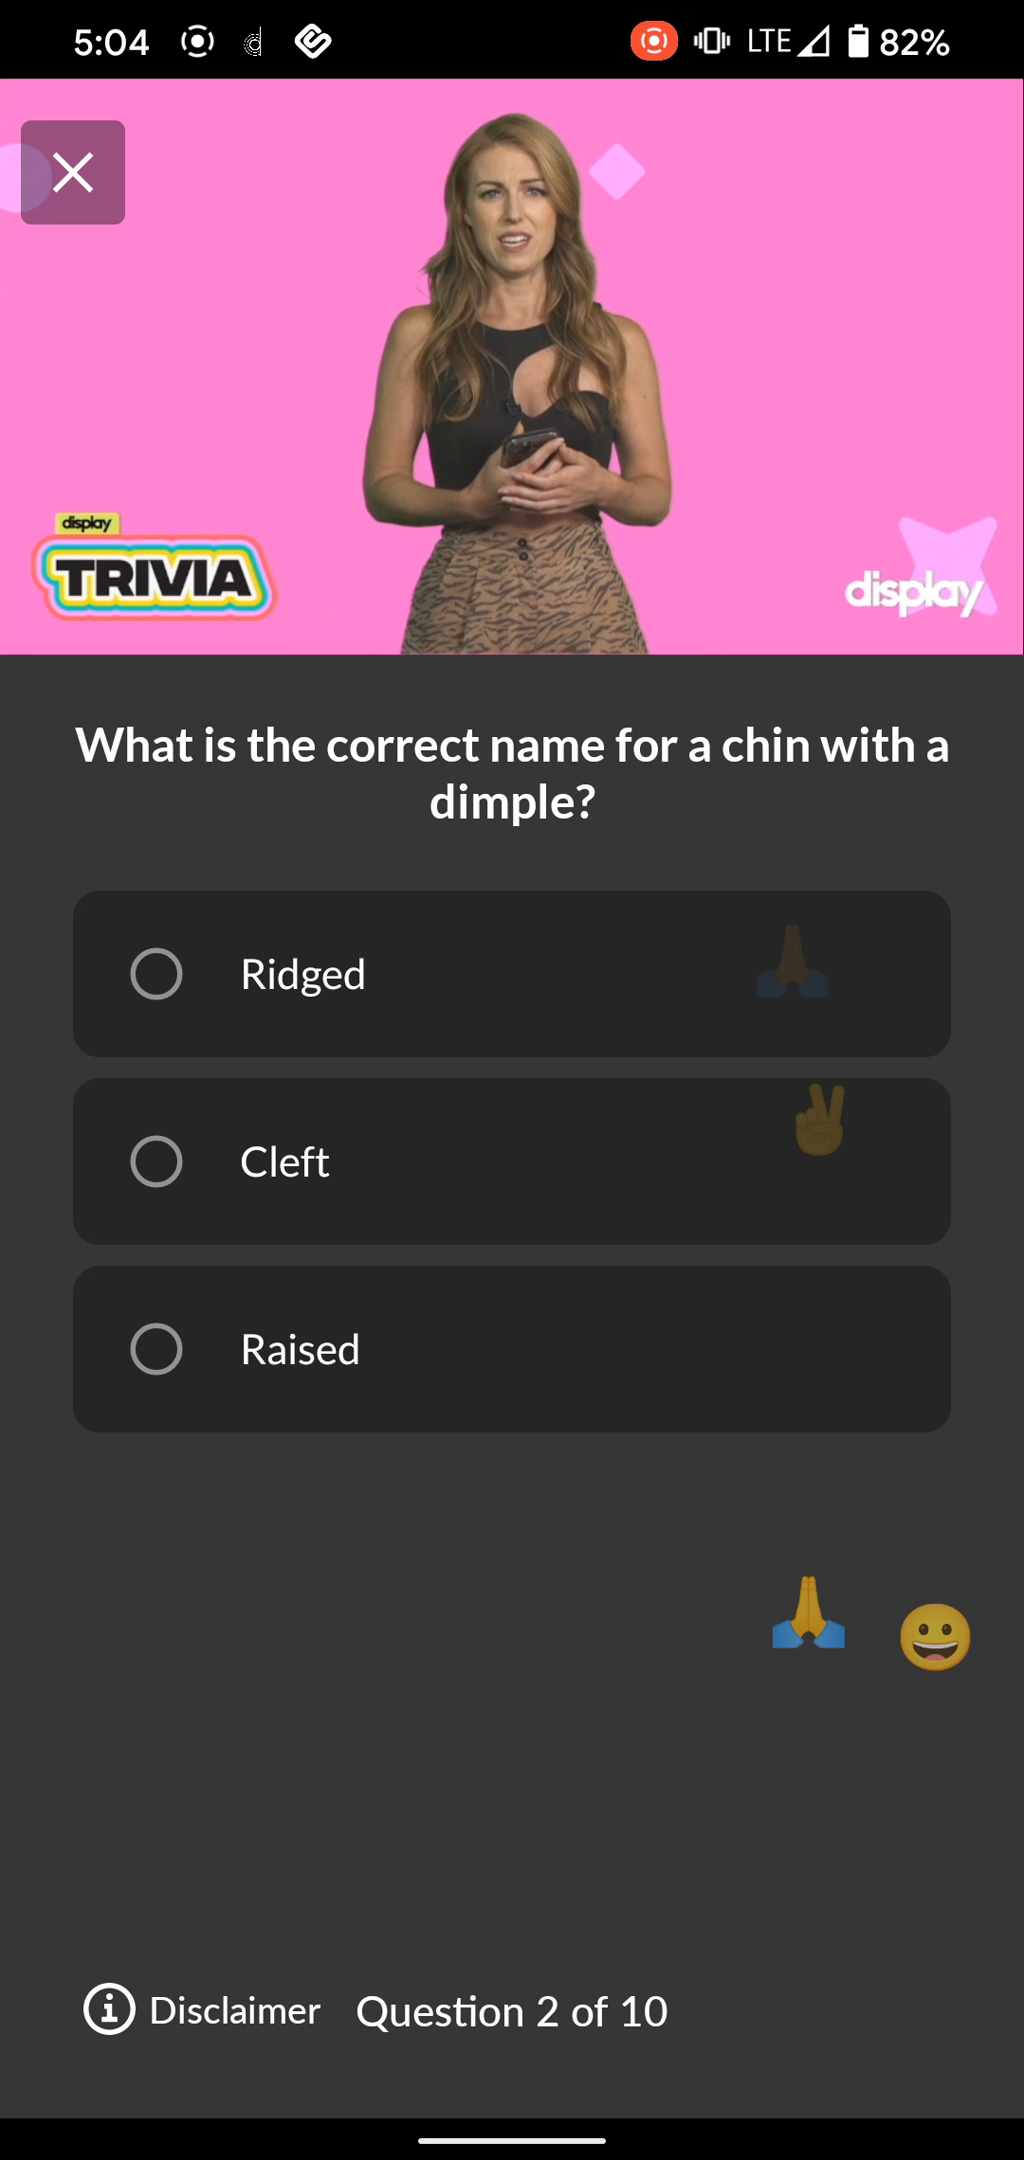 5:04
LTE
82%
display
TRIVIA
display
What is the correct name for a chin with a
dimple?
Ridged
Cleft
Raised
Disclaimer
Question 2 of 10